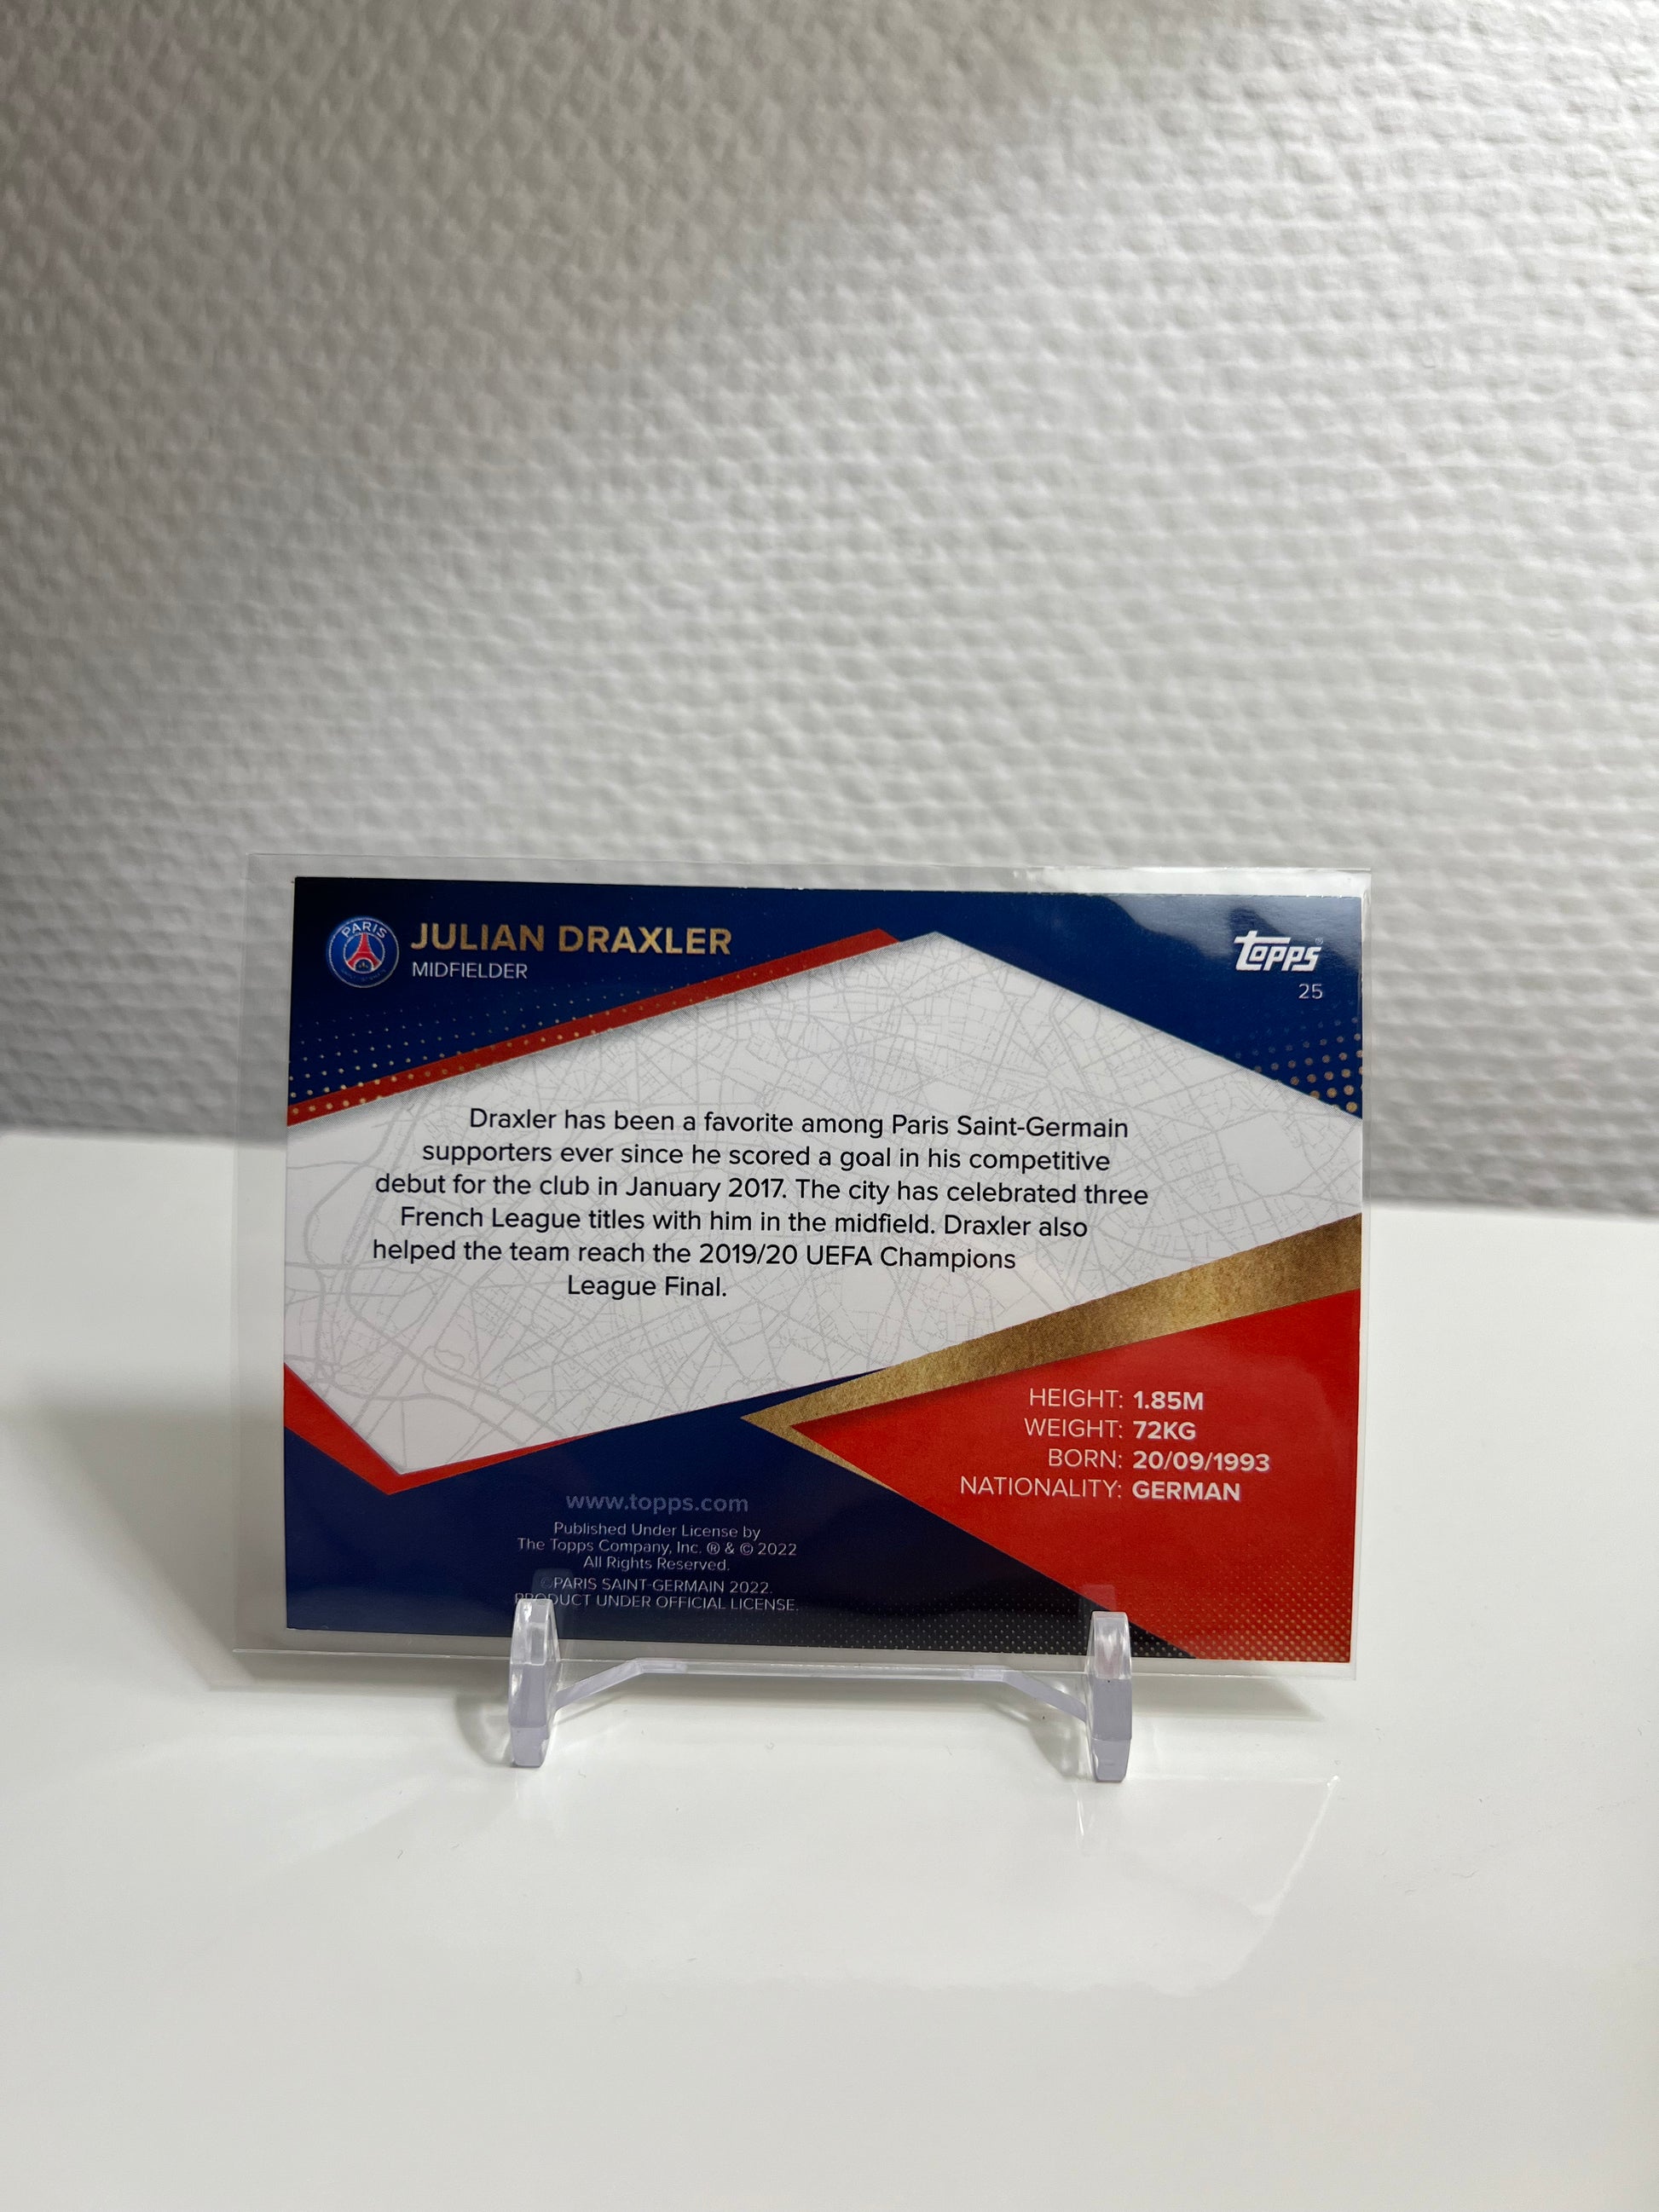 PARIS
JULIAN DRAXLER
MIDFIELDER
topps
25
Draxler has been a favorite among Paris Saint-Germain
supporters ever since he scored a goal in his competitive
debut for the club in January 2017. The city has celebrated three
French League titles with him in the midfield. Draxler also
helped the team reach the 2019/20 UEFA Champions
League Final.
HEIGHT: 1.85M
WEIGHT: 72KG
BORN: 20/09/1993
NATIONALITY: GERMAN
www.topps.com
Published Under License by
The Topps Company, Inc. ® & © 2022
All Rights Reserved.
©PARIS SAINT-GERMAIN 2022.
PRODUCT UNDER OFFICIAL LICENSE.